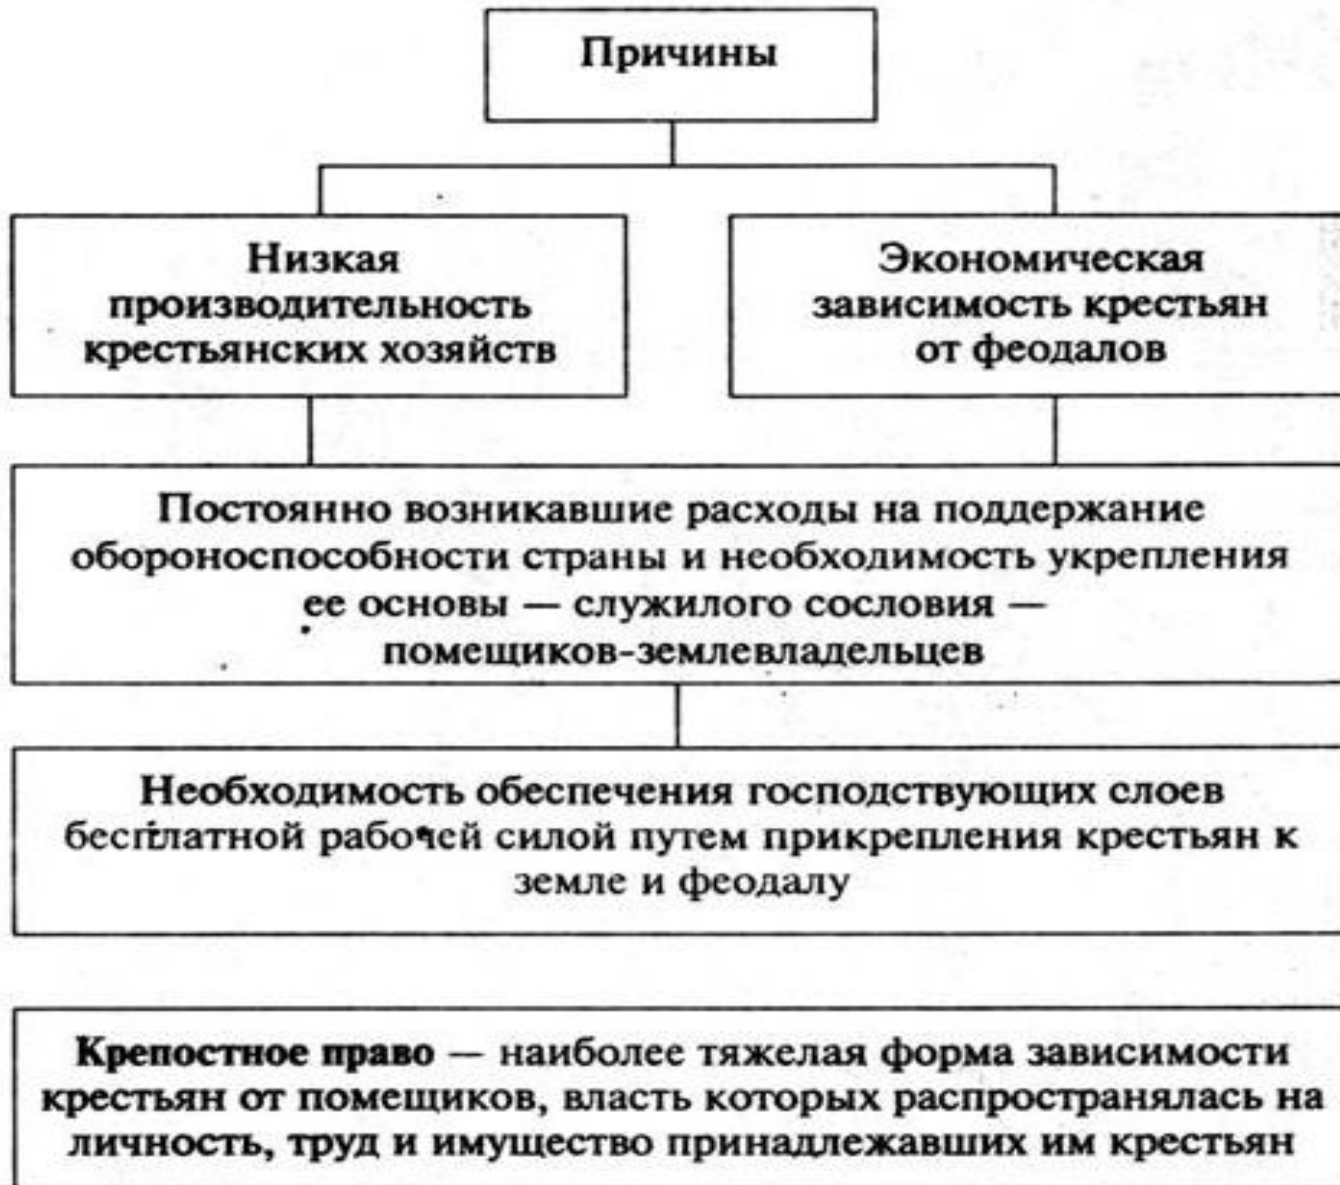 Причины
Низкая
производительность
крестьянских хозяйств
Экономическая
зависимость крестьян
от феодалов
Постоянно возникавшие расходы на поддержание
обороноспособности страны и необходимость укрепления
ее основы — служилого сословия —
помещиков-землевладельцев
Необходимость обеспечения господствующих слоев
бесплатной рабочей силой путем прикрепления крестьян к
земле и феодалу
Крепостное право — наиболее тяжелая форма зависимости
крестьян от помещиков, власть которых распространялась на
личность, труд и имущество принадлежавших им крестьян